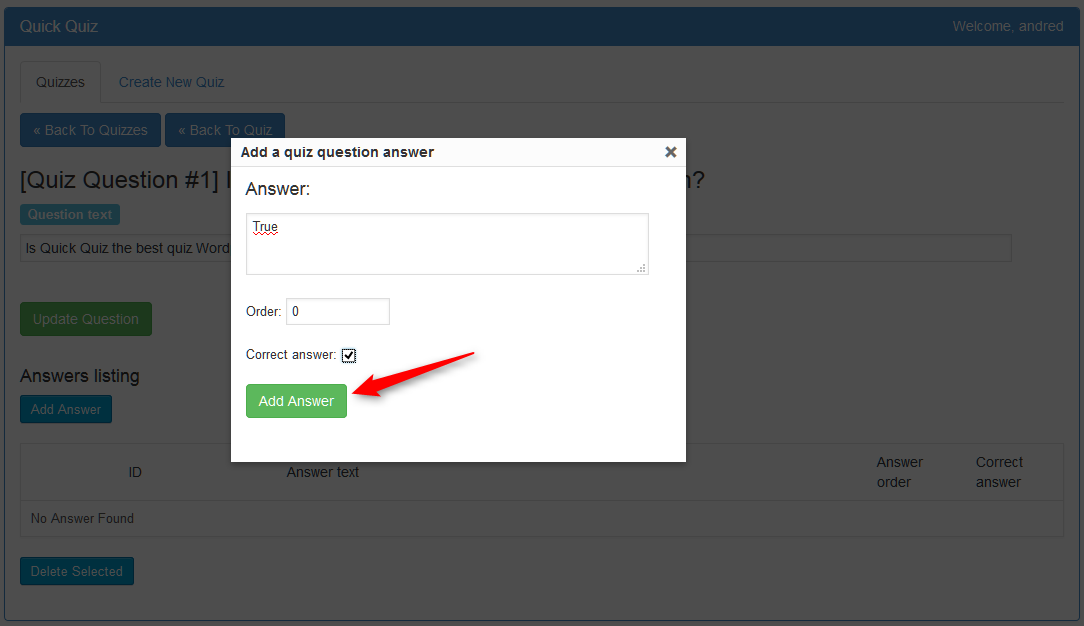 Quick Quiz
Welcome, andred
Quizzes
Create New Quiz
« Back To Quizzes
« Back To Quiz
Add a quiz question answer
[Quiz Question #1]
?
Answer:
Question text
True
Is Quick Quiz the best quiz Word
Order: 0
Update Question
Correct answer:
Answers listing
Add Answer
Add Answer
ID
Answer text
Answer order
Correct answer
No Answer Found
Delete Selected